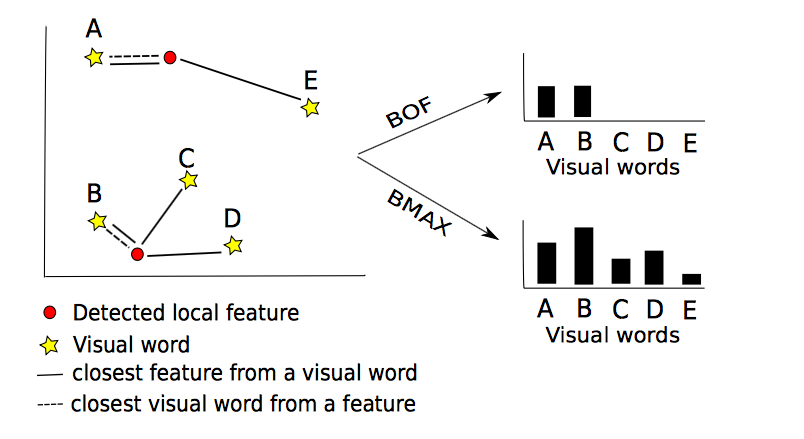 A
E
C
B
D
BOF
BMAX
A B C D E
Visual words
A B C D E
Visual words
Detected local feature
Visual word
closest feature from a visual word
closest visual word from a feature